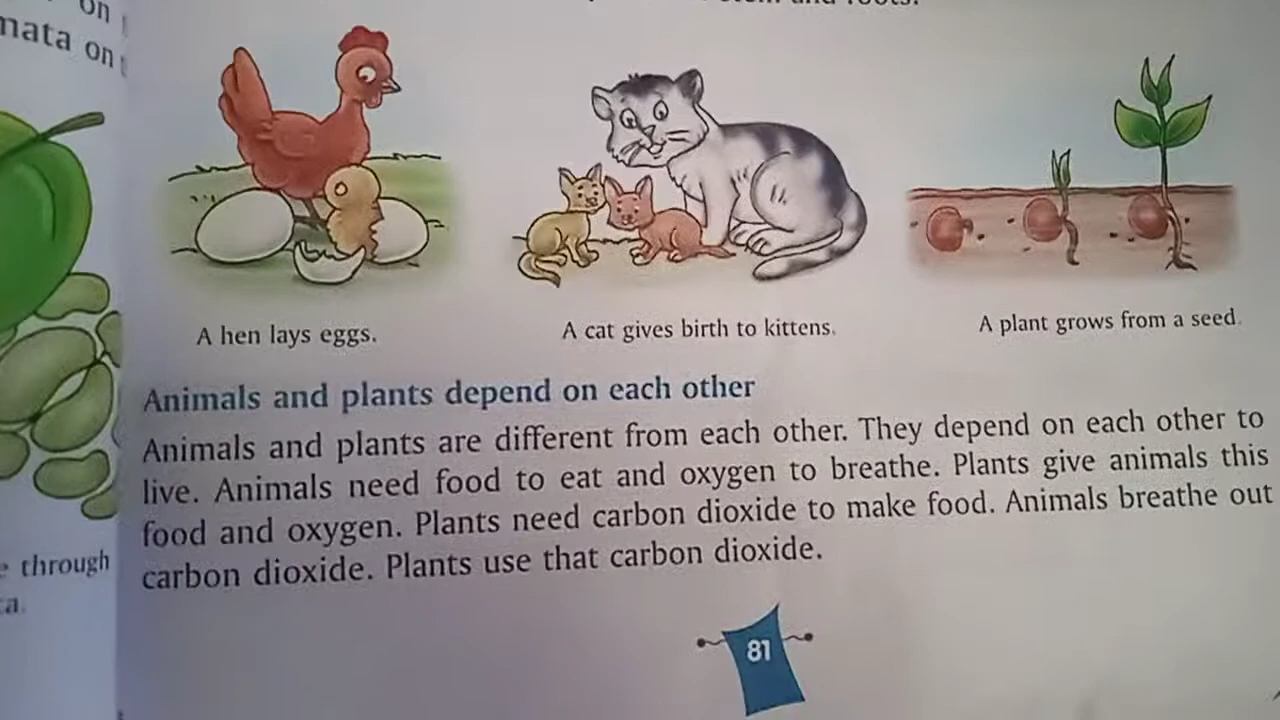 on
mata on
and roots.
A hen lays eggs.
A cat gives birth to kittens.
A plant grows from a seed.
Animals and plants depend on each other
Animals and plants are different from each other. They depend on each other to
live. Animals need food to eat and oxygen to breathe. Plants give animals this
food and oxygen. Plants need carbon dioxide to make food. Animals breathe out
carbon dioxide. Plants use that carbon dioxide.
through
81